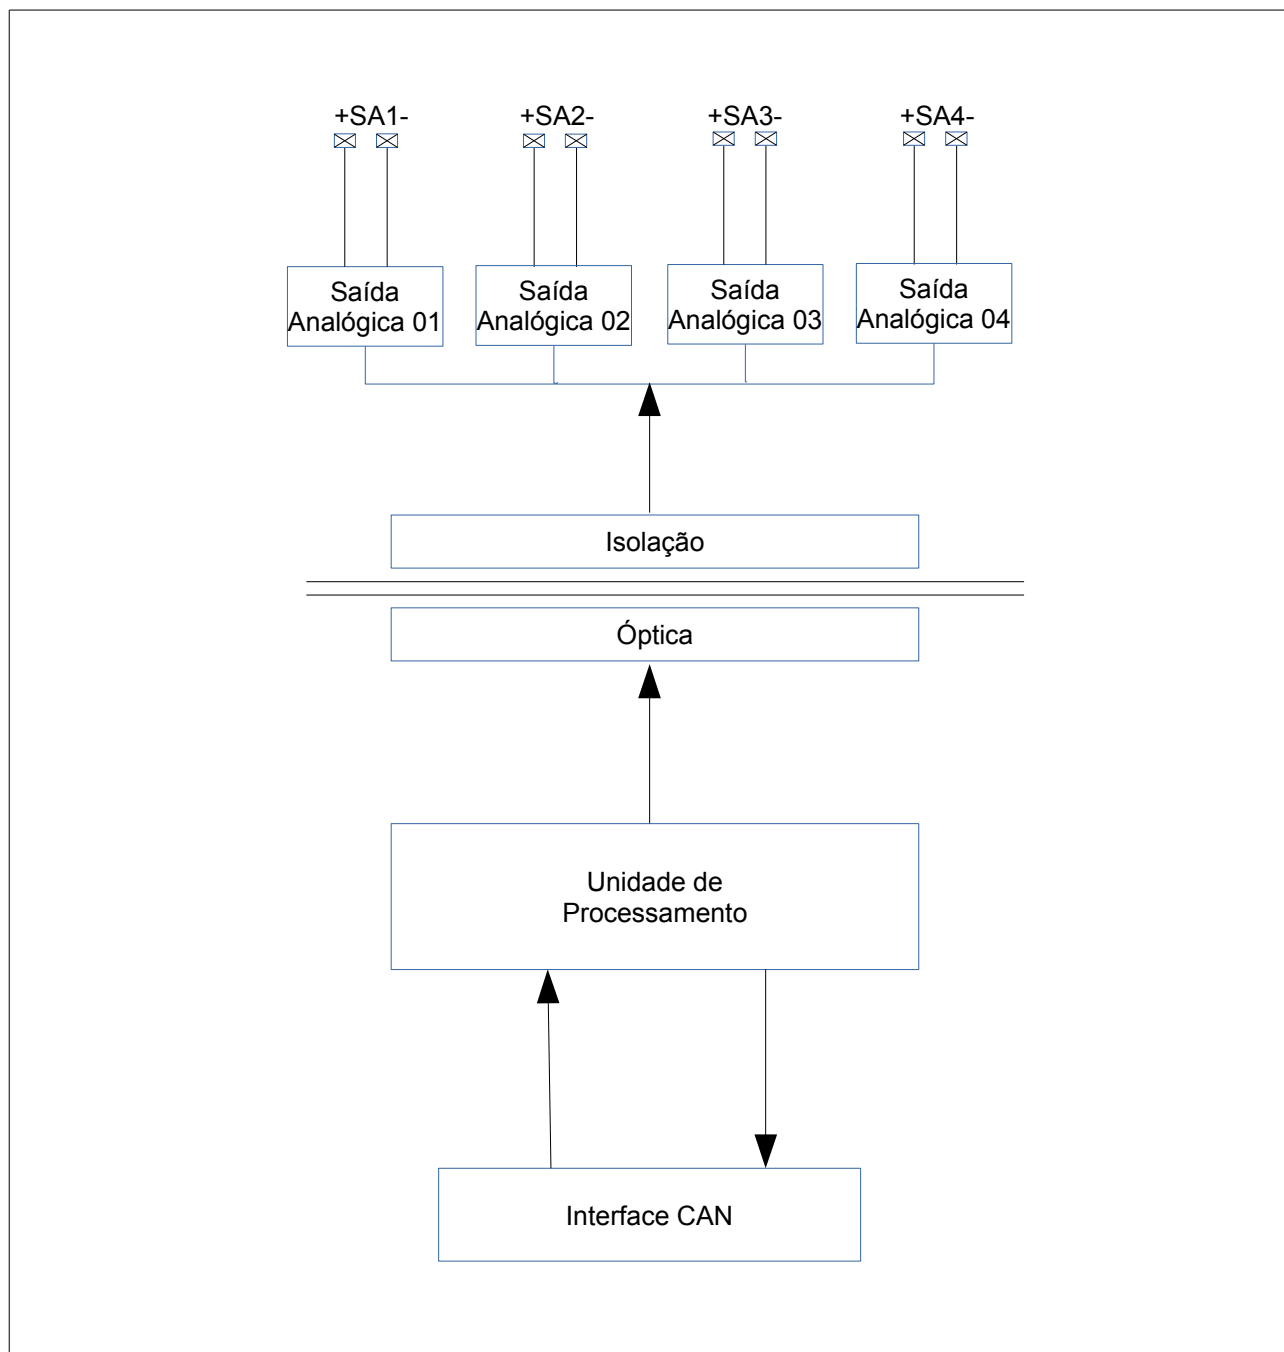 +SA1- +SA2- +SA3- +SA4-
Saída
Analógica 01
Saída
Analógica 02
Saída
Analógica 03
Saída
Analógica 04
Isolação
Óptica
Unidade de
Processamento
Interface CAN